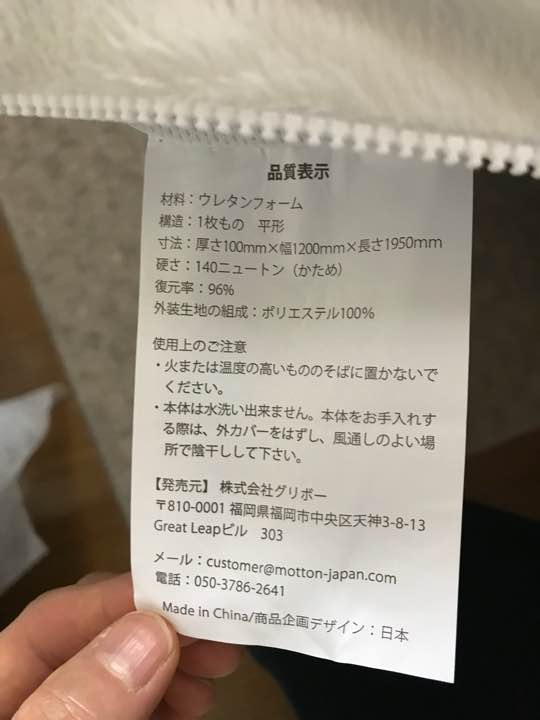 品質表示
材料：ウレタンフォーム
構造：1枚もの　平形
寸法：厚さ100mm×幅1200mm×長さ1950mm
硬さ：140ニュートン（かため）
復元率：96%
外装生地の組成：ポリエステル100%
使用上のご注意
・火または温度の高いもののそばに置かないで
ください。
・本体は水洗い出来ません。本体をお手入れす
る際は、外カバーをはずし、風通しのよい場
所で陰干しして下さい。
【発売元】 株式会社グリボー
〒810-0001 福岡県福岡市中央区天神3-8-13
Great Leapビル　303
メール：customer@motton-japan.com
電話：050-3786-2641
Made in China/商品企画デザイン：日本